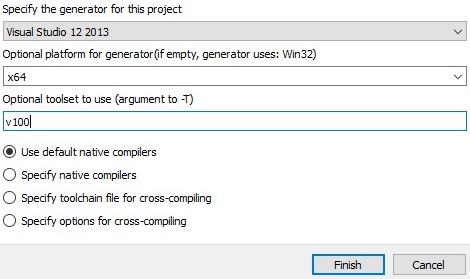 Specify the generator for this project
Visual Studio 12 2013
Optional platform for generator(if empty, generator uses: Win32)
x64
Optional toolset to use (argument to -T)
v100
Use default native compilers
Specify native compilers
Specify toolchain file for cross-compiling
Specify options for cross-compiling
Finish Cancel